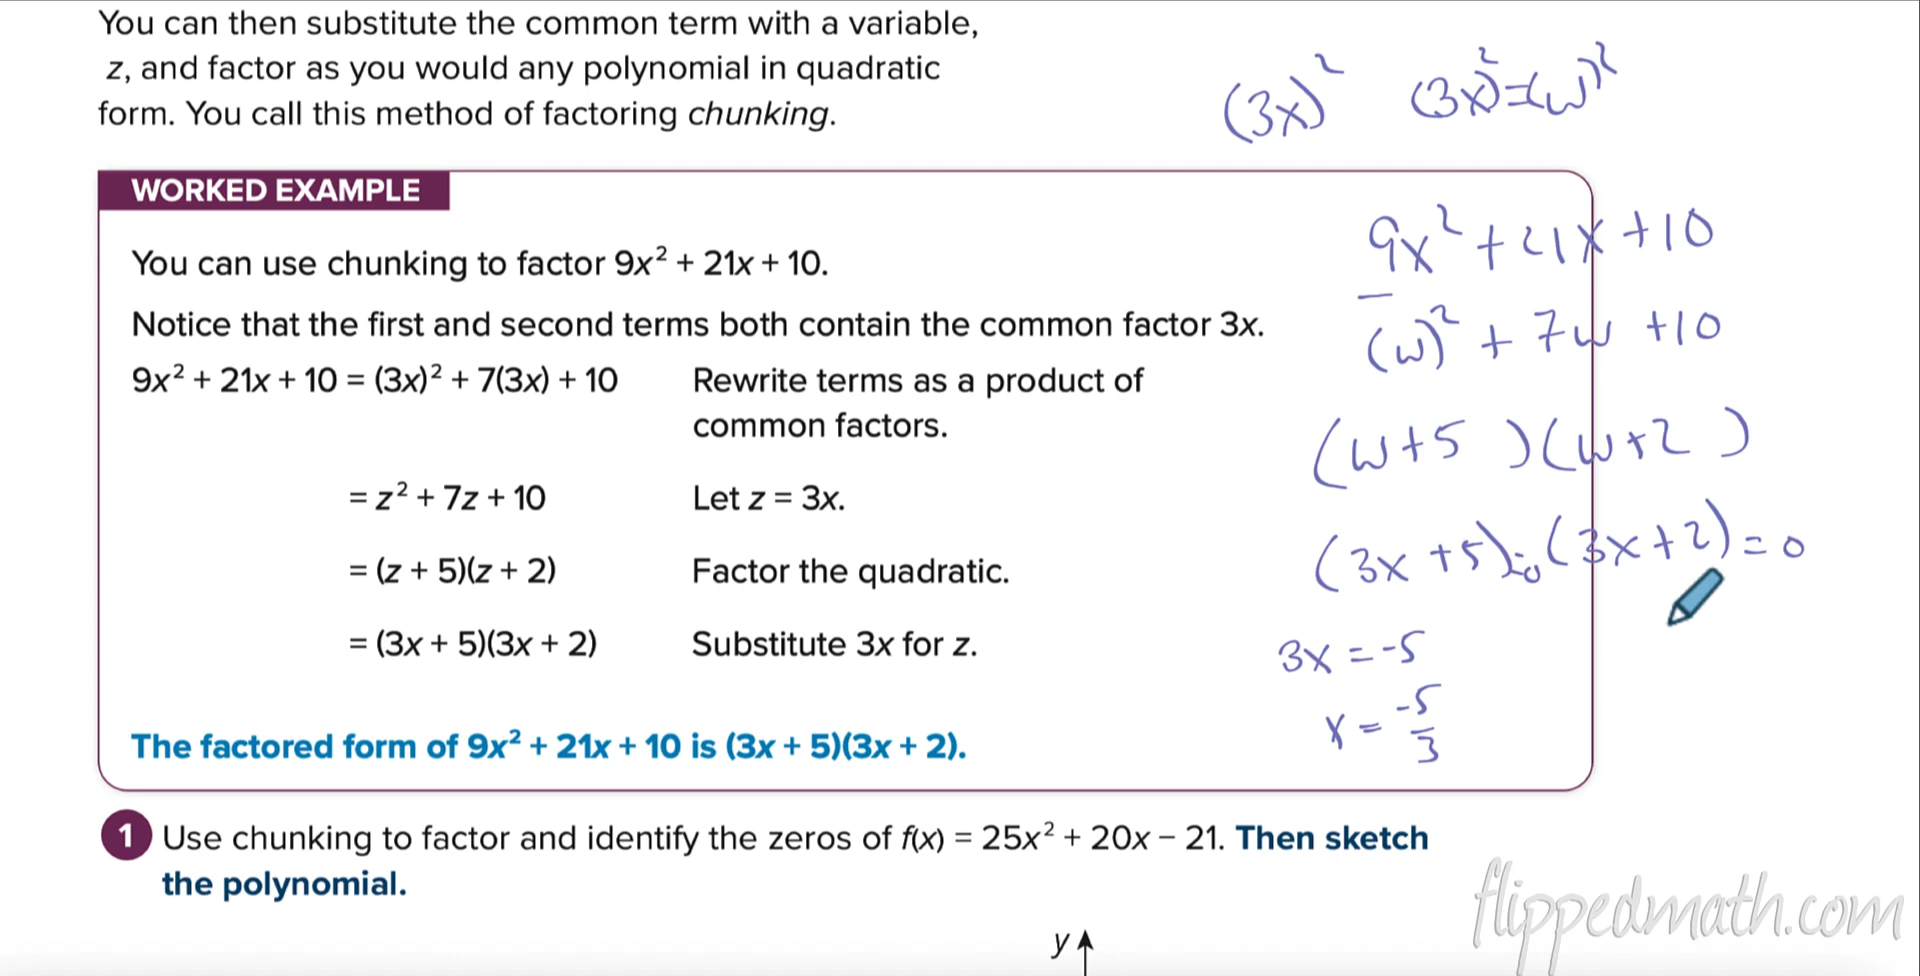 You can then substitute the common term with a variable,
z, and factor as you would any polynomial in quadratic
form. You call this method of factoring chunking.
(3x)² (3x)²=(w)²
WORKED EXAMPLE
You can use chunking to factor 9x² + 21x + 10.
Notice that the first and second terms both contain the common factor 3x.
9x² + 21x + 10 = (3x)² + 7(3x) + 10 Rewrite terms as a product of
common factors.
= z² + 7z + 10 Let z = 3x.
= (z + 5)(z + 2) Factor the quadratic.
= (3x + 5)(3x + 2) Substitute 3x for z.
The factored form of 9x² + 21x + 10 is (3x + 5)(3x + 2).
9x² + 21x + 10
(w)² + 7w + 10
(w+5)(w+2)
(3x+5)=0(3x+2)=0
3x = -5
x = -5/3
1 Use chunking to factor and identify the zeros of f(x) = 25x² + 20x − 21. Then sketch
the polynomial.
y
flippedmath.com